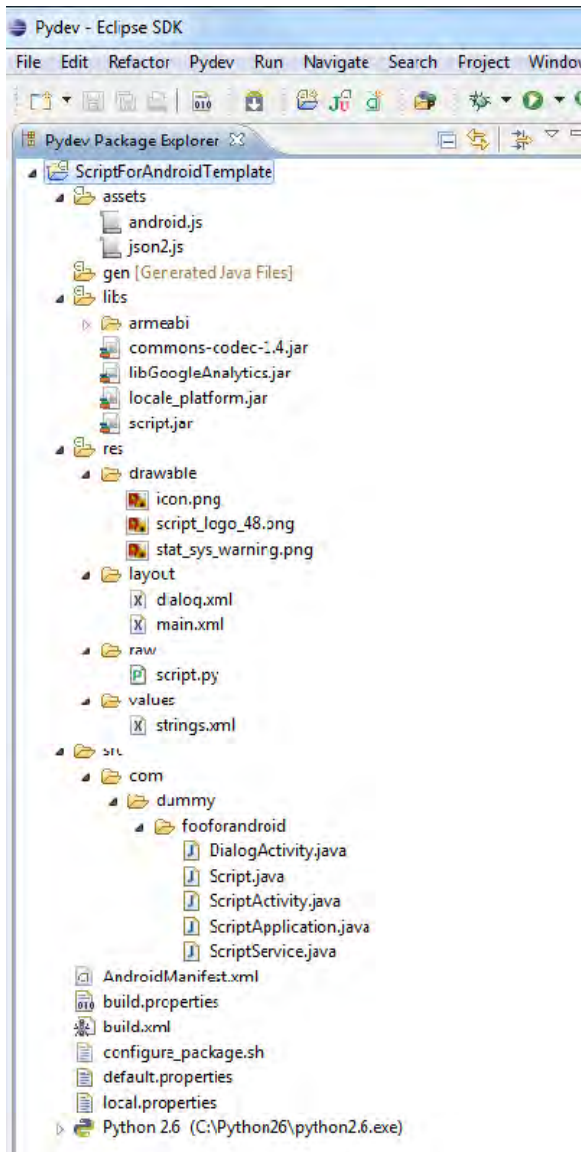 Pydev - Eclipse SDK
File Edit Refactor Pydev Run Navigate Search Project Window
Pydev Package Explorer
ScriptForAndroidTemplate
assets
android.js
json2.js
gen [Generated Java Files]
libs
armeabi
commons-codec-1.4.jar
libGoogleAnalytics.jar
locale_platform.jar
script.jar
res
drawable
icon.png
script_logo_48.png
stat_sys_warning.png
layout
dialog.xml
main.xml
raw
script.py
values
strings.xml
src
com
dummy
fooforandroid
DialogActivity.java
Script.java
ScriptActivity.java
ScriptApplication.java
ScriptService.java
AndroidManifest.xml
build.properties
build.xml
configure_package.sh
default.properties
local.properties
Python 2.6 (C:\Python26\python2.6.exe)